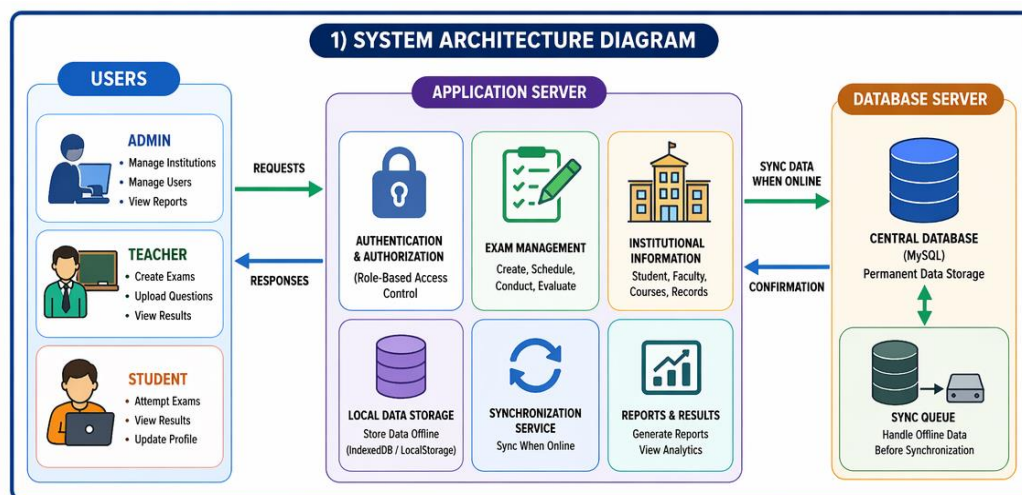 1) SYSTEM ARCHITECTURE DIAGRAM
USERS
ADMIN
• Manage Institutions
• Manage Users
• View Reports
TEACHER
• Create Exams
• Upload Questions
• View Results
STUDENT
• Attempt Exams
• View Results
• Update Profile
REQUESTS
RESPONSES
APPLICATION SERVER
AUTHENTICATION
& AUTHORIZATION
(Role-Based Access
Control
EXAM MANAGEMENT
Create, Schedule,
Conduct, Evaluate
INSTITUTIONAL
INFORMATION
Student, Faculty,
Courses, Records
LOCAL DATA STORAGE
Store Data Offline
(IndexedDB / LocalStorage)
SYNCHRONIZATION
SERVICE
Sync When Online
REPORTS & RESULTS
Generate Reports
View Analytics
SYNC DATA
WHEN ONLINE
CONFIRMATION
DATABASE SERVER
CENTRAL DATABASE
(MySQL)
Permanent Data Storage
SYNC QUEUE
Handle Offline Data
Before Synchronization